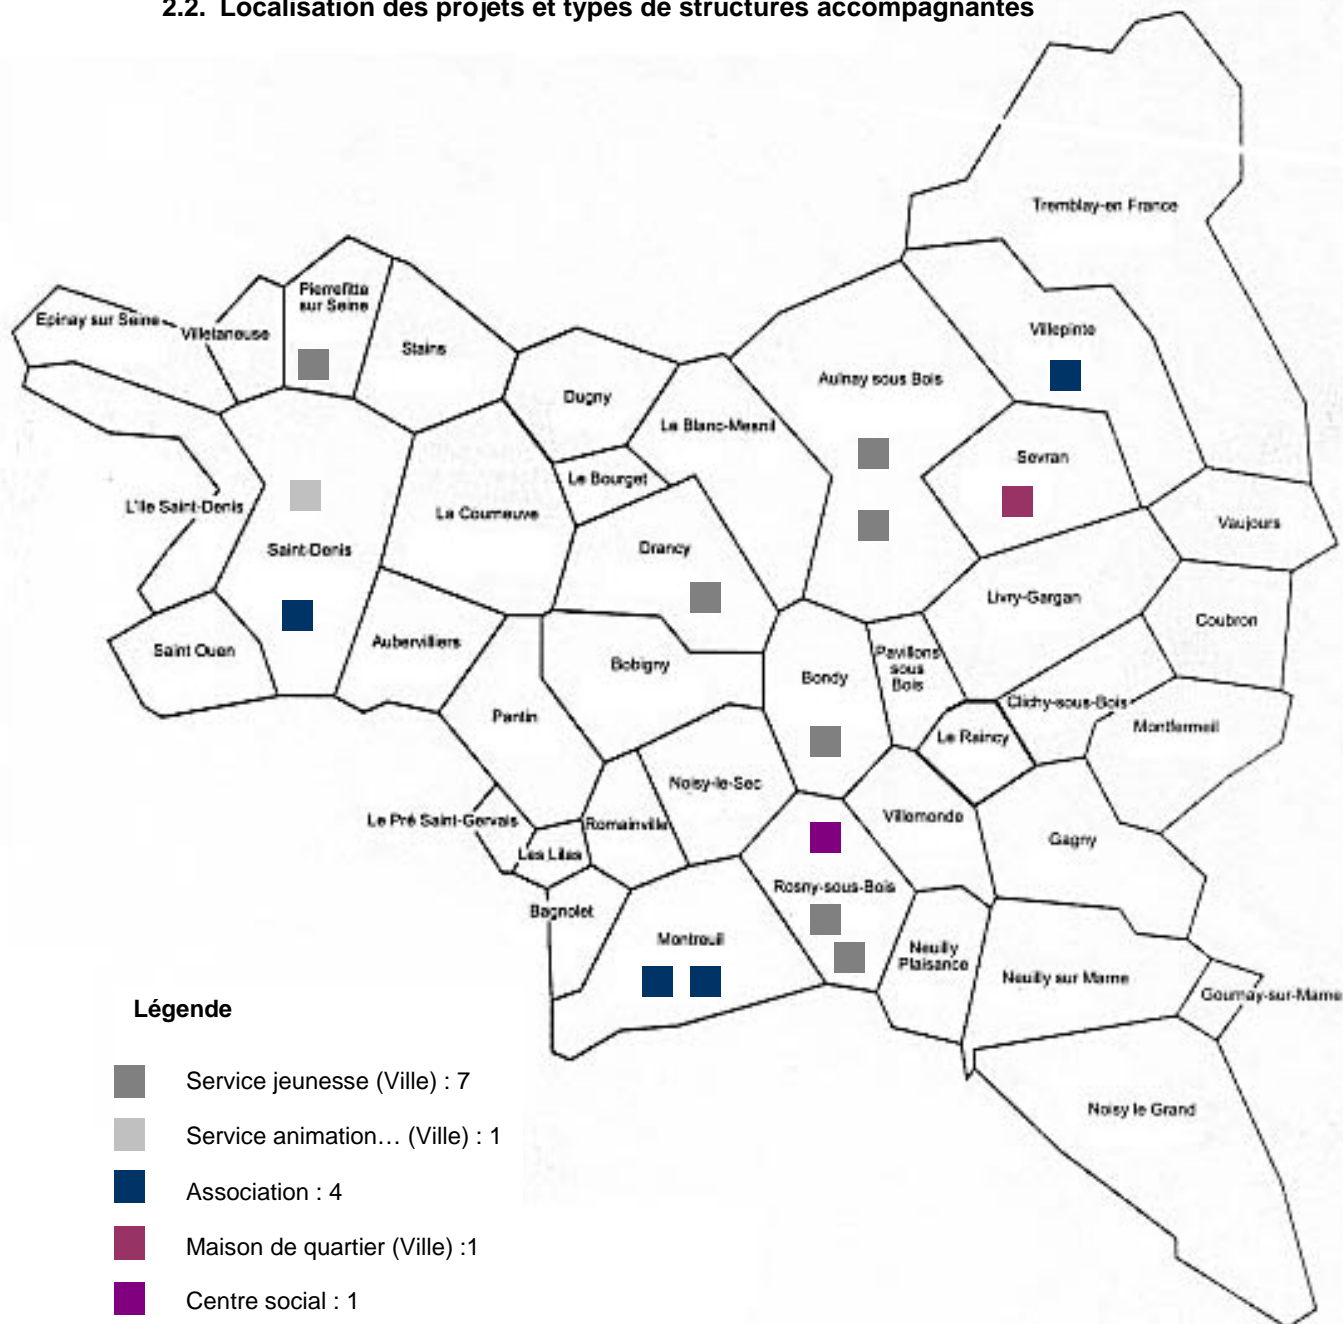 2.2. Localisation des projets et types de structures accompagnantes
Tremblay-en France
Pierrefitte
sur Seine
Epinay sur Seine
Villetaneuse
Stains
Villepinte
Aulnay sous Bois
Dugny
Le Blanc-Mesnil
Sevran
Le Bourget
L'Ile Saint-Denis
La Courneuve
Vaujours
Saint-Denis
Drancy
Livry-Gargan
Coubron
Saint Ouen
Aubervilliers
Bobigny
Pavillons
sous
Bois
Bondy
Clichy-sous-Bois
Pantin
Montfermeil
Le Raincy
Noisy-le-Sec
Le Pré Saint-Gervais
Romainville
Villemonde
Gagny
Les Lilas
Rosny-sous-Bois
Bagnolet
Montreuil
Neuilly
Plaisance
Neuilly sur Marne
Gournay-sur-Marne
Noisy le Grand
Légende
Service jeunesse (Ville) : 7
Service animation… (Ville) : 1
Association : 4
Maison de quartier (Ville) :1
Centre social : 1